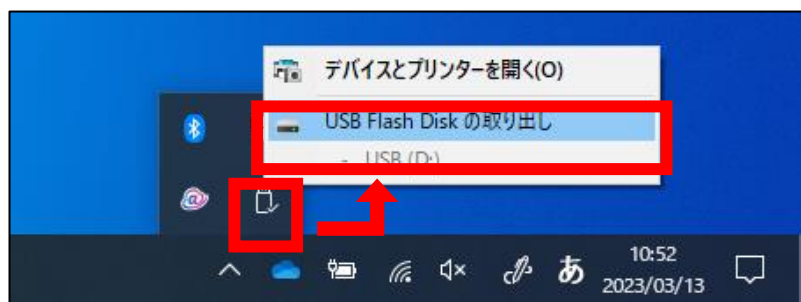 デバイスとプリンターを開く(O)
USB Flash Disk の取り出し
- USB (D:)
あ
10:52
2023/03/13